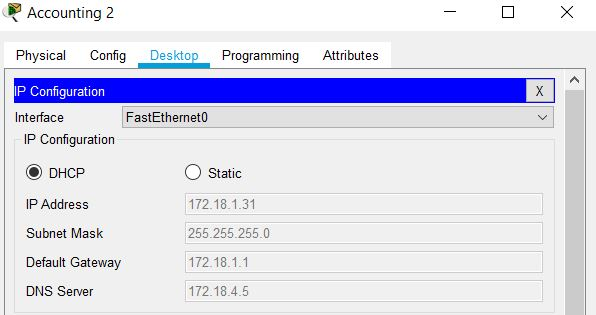 Accounting 2
Physical Config Desktop Programming Attributes
IP Configuration X
Interface FastEthernet0
IP Configuration
DHCP Static
IP Address 172.18.1.31
Subnet Mask 255.255.255.0
Default Gateway 172.18.1.1
DNS Server 172.18.4.5